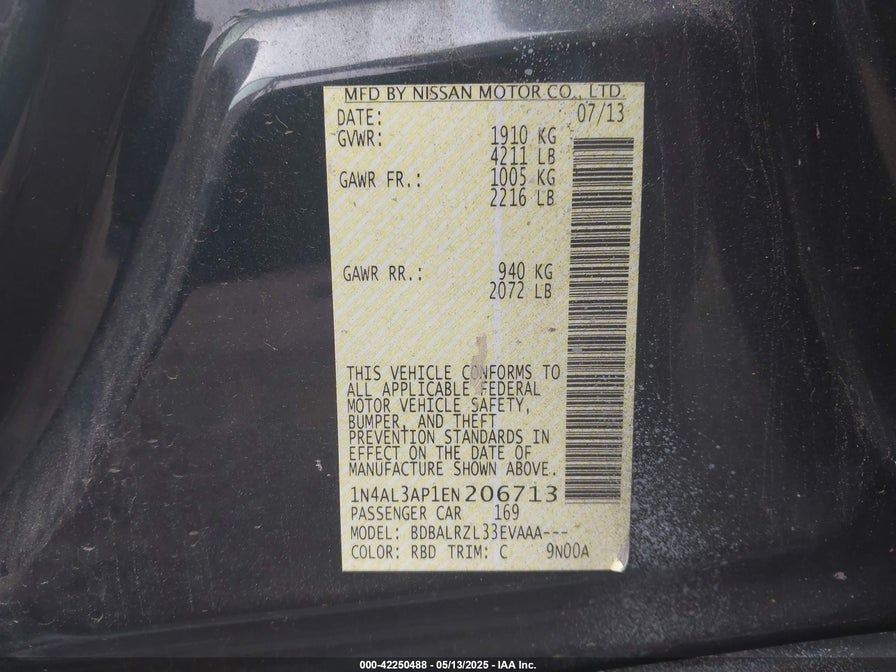 MFD BY NISSAN MOTOR CO., LTD.
DATE: 07/13
GVWR: 1910 KG
4211 LB
GAWR FR.: 1005 KG
2216 LB
GAWR RR.: 940 KG
2072 LB
THIS VEHICLE CONFORMS TO
ALL APPLICABLE FEDERAL
MOTOR VEHICLE SAFETY,
BUMPER, AND THEFT
PREVENTION STANDARDS IN
EFFECT ON THE DATE OF
MANUFACTURE SHOWN ABOVE.
1N4AL3AP1EN206713
PASSENGER CAR 169
MODEL: BDBALRZL33EVAAA---
COLOR: RBD TRIM: C 9N00A
000-42250488 - 05/13/2025 - IAA Inc.